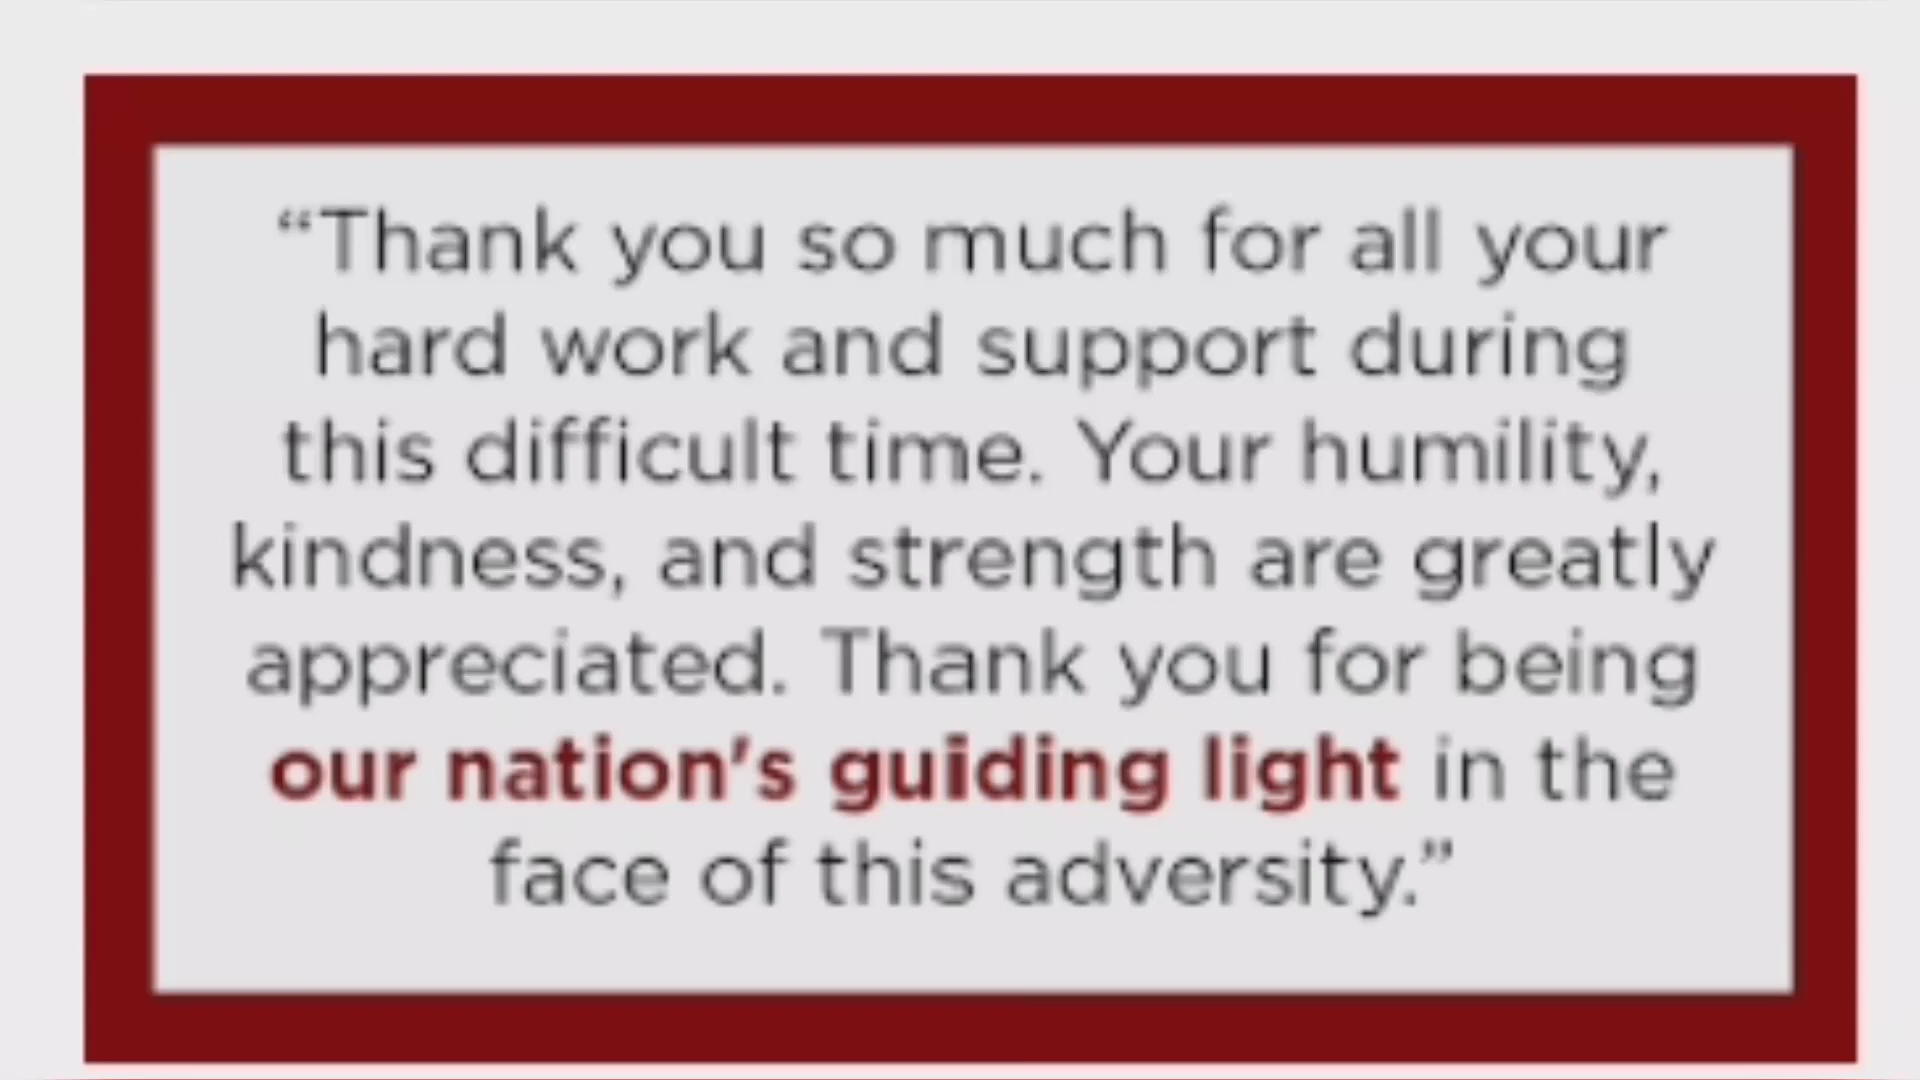 “Thank you so much for all your
hard work and support during
this difficult time. Your humility,
kindness, and strength are greatly
appreciated. Thank you for being
our nation's guiding light in the
face of this adversity.”